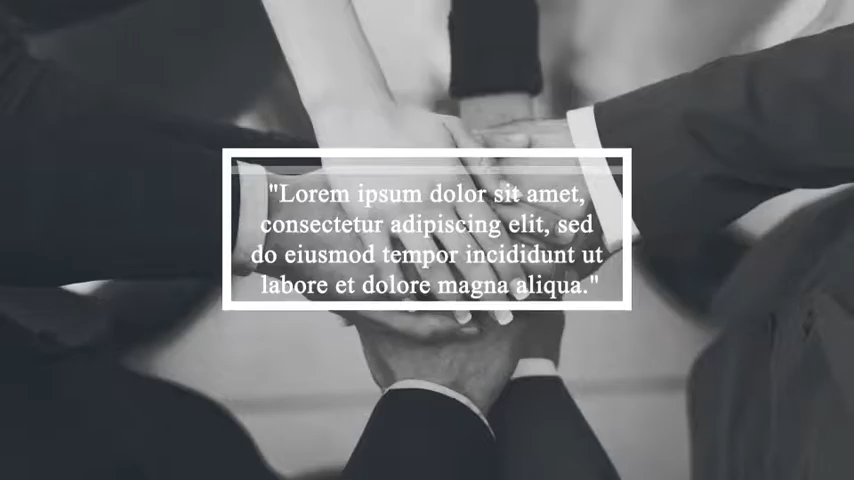 "Lorem ipsum dolor sit amet,
consectetur adipiscing elit, sed
do eiusmod tempor incididunt ut
labore et dolore magna aliqua."